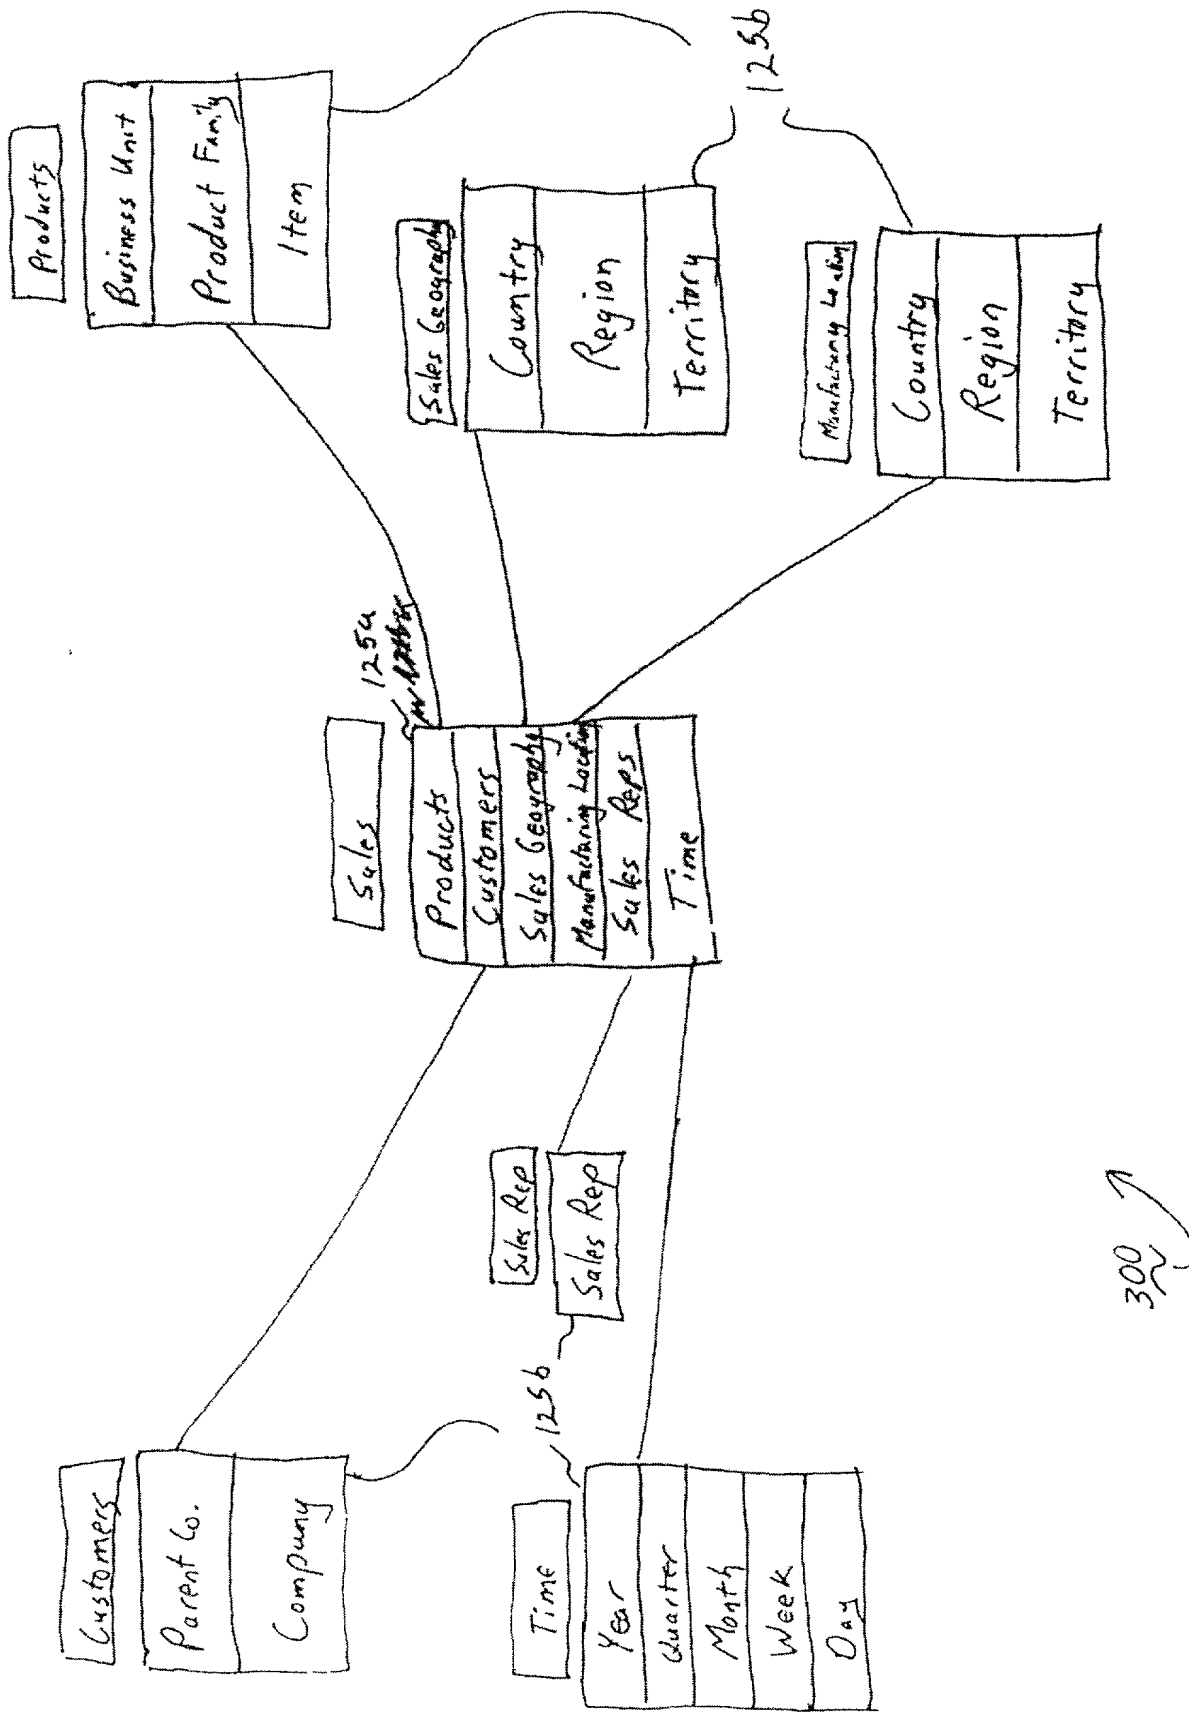 Customers
Parent Co.
Company
Time
Year
Quarter
Month
Week
Day
125b
Sales Rep
Sales Rep
Sales
125a
Products
Customers
Sales Geography
Manufacturing Location
Sales Reps
Time
Products
Business Unit
Product Family
Item
Sales Geography
Country
Region
Territory
Manufacturing
Country
Region
Territory
125b
300